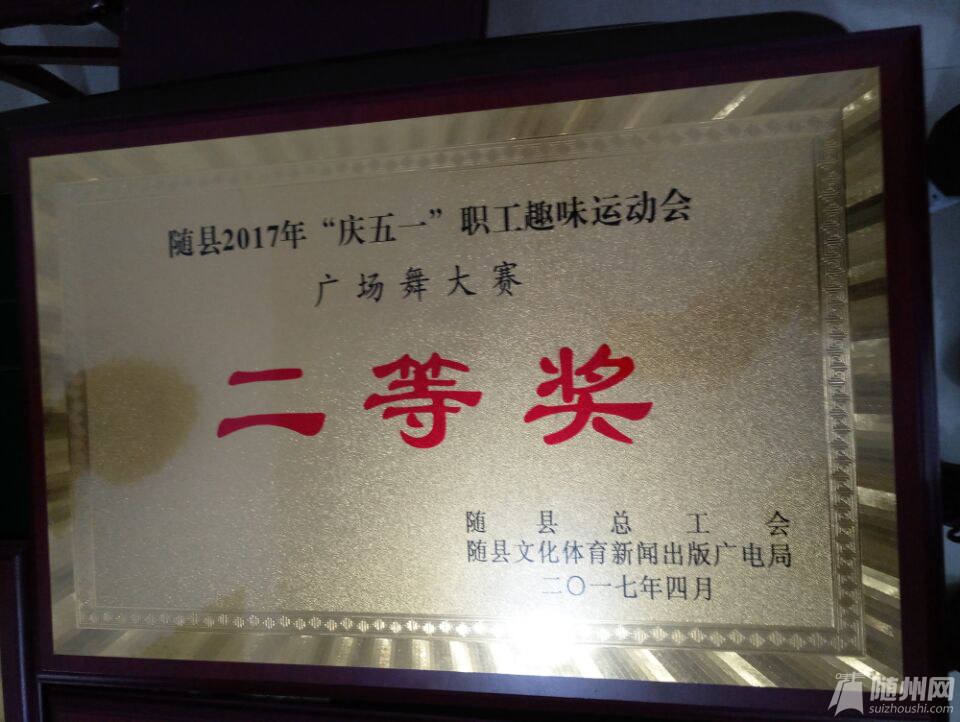 随县2017年“庆五一”职工趣味运动会
广场舞大赛
二等奖
随县总工会
随县文化体育新闻出版广电局
二〇一七年四月
随州网
suizhoushi.com